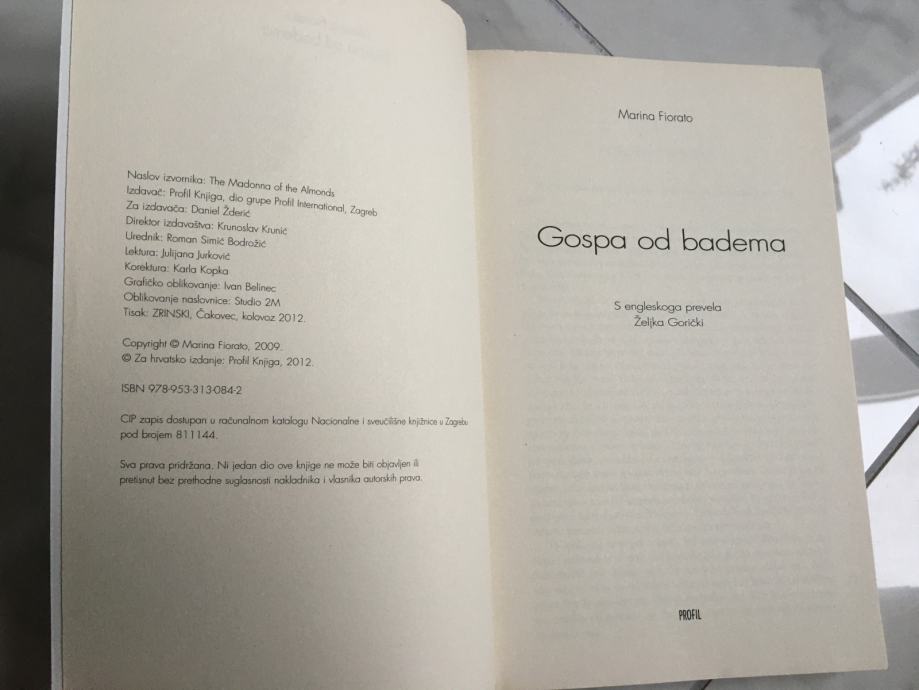 Naslov izvornika: The Madonna of the Almonds
Izdavač: Profil Knjiga, dio grupe Profil International, Zagreb
Za izdavača: Daniel Žderić
Direktor izdavaštva: Krunoslav Krunić
Urednik: Roman Simić Bodrožić
Lektura: Julijana Jurković
Korektura: Karla Kopka
Grafičko oblikovanje: Ivan Belinec
Oblikovanje naslovnice: Studio 2M
Tisak: ZRINSKI, Čakovec, kolovoz 2012.
Copyright © Marina Fiorato, 2009.
© Za hrvatsko izdanje: Profil Knjiga, 2012.
ISBN 978-953-313-084-2
CIP zapis dostupan u računalnom katalogu Nacionalne i sveučilišne knjižnice u Zagrebu
pod brojem 811144.
Sva prava pridržana. Ni jedan dio ove knjige ne može biti objavljen ili
pretisnut bez prethodne suglasnosti nakladnika i vlasnika autorskih prava.
Marina Fiorato
Gospa od badema
S engleskoga prevela
Željka Gorički
PROFIL